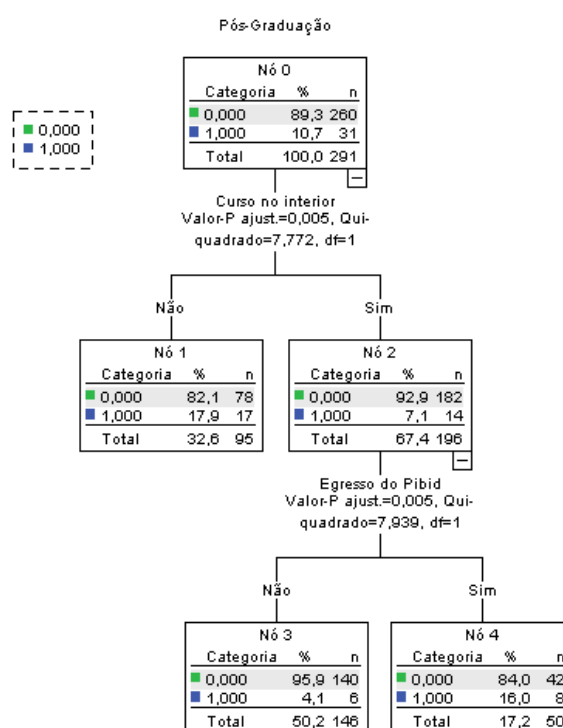 Pós-Graduação
Nó 0
Categoria % n
0,000 89,3 260
1,000 10,7 31
Total 100,0 291
0,000
1,000
Curso no interior
Valor-P ajust.=0,005, Qui-
quadrado=7,772, df=1
Não
Sim
Nó 1
Categoria % n
0,000 82,1 78
1,000 17,9 17
Total 32,6 95
Nó 2
Categoria % n
0,000 92,9 182
1,000 7,1 14
Total 67,4 196
Egresso do Pibid
Valor-P ajust.=0,005, Qui-
quadrado=7,939, df=1
Não
Sim
Nó 3
Categoria % n
0,000 95,9 140
1,000 4,1 6
Total 50,2 146
Nó 4
Categoria % n
0,000 84,0 42
1,000 16,0 8
Total 17,2 50